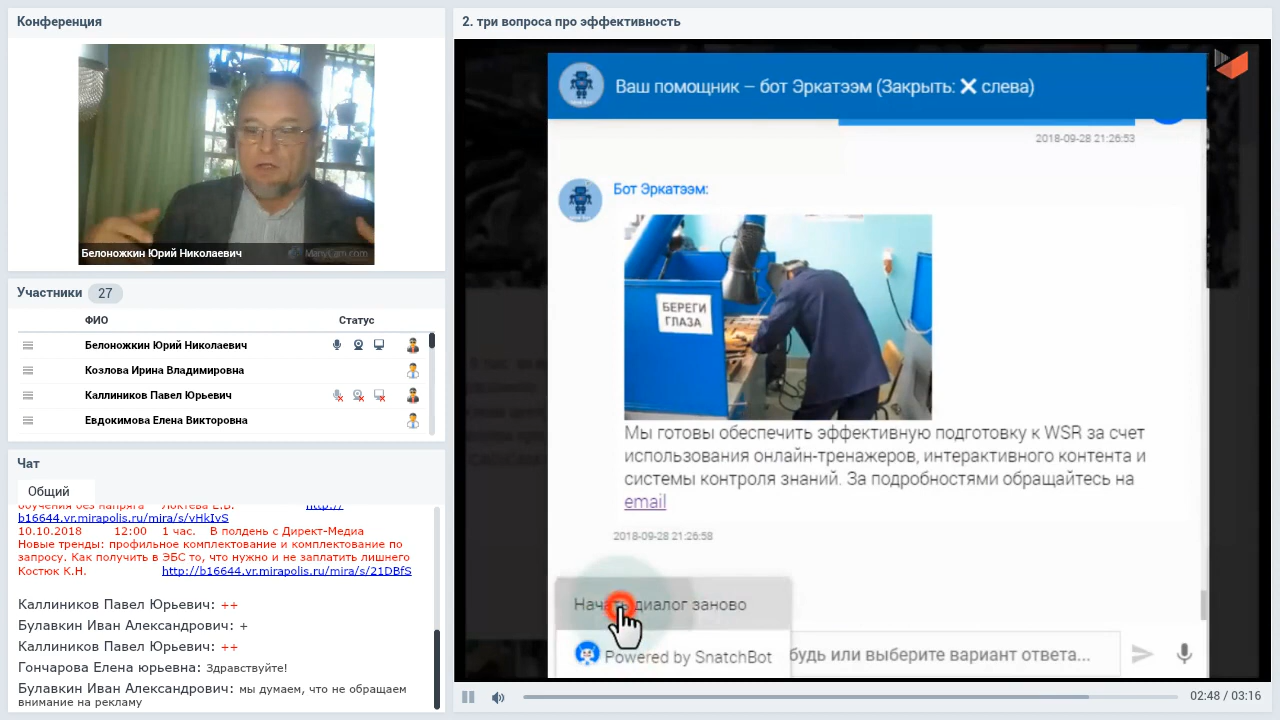 Конференция
Белоножкин Юрий Николаевич
ManyCam.com
Участники 27
ФИО Статус
Белоножкин Юрий Николаевич
Козлова Ирина Владимировна
Каллиников Павел Юрьевич
Евдокимова Елена Викторовна
Чат
Общий
обучения без напряга Локтева Е.В. http://
b16644.vr.mirapolis.ru/mira/s/vHkIvS
10.10.2018 12:00 1 час. В полдень с Директ-Медиа
Новые тренды: профильное комплектование и комплектование по
запросу. Как получить в ЭБС то, что нужно и не заплатить лишнего
Костюк К.Н. http://b16644.vr.mirapolis.ru/mira/s/21DBfS
Каллиников Павел Юрьевич: ++
Булавкин Иван Александрович: +
Каллиников Павел Юрьевич: ++
Гончарова Елена юрьевна: Здравствуйте!
Булавкин Иван Александрович: мы думаем, что не обращаем
внимание на рекламу
2. три вопроса про эффективность
Ваш помощник – бот Эркатээм (Закрыть: ❌ слева)
2018-09-28 21:26:53
Бот Эркатээм:
БЕРЕГИ
ГЛАЗА
Мы готовы обеспечить эффективную подготовку к WSR за счет
использования онлайн-тренажеров, интерактивного контента и
системы контроля знаний. За подробностями обращайтесь на
email
2018-09-28 21:26:58
Начать диалог заново
Powered by SnatchBot
будь или выберите вариант ответа...
02:48 / 03:16